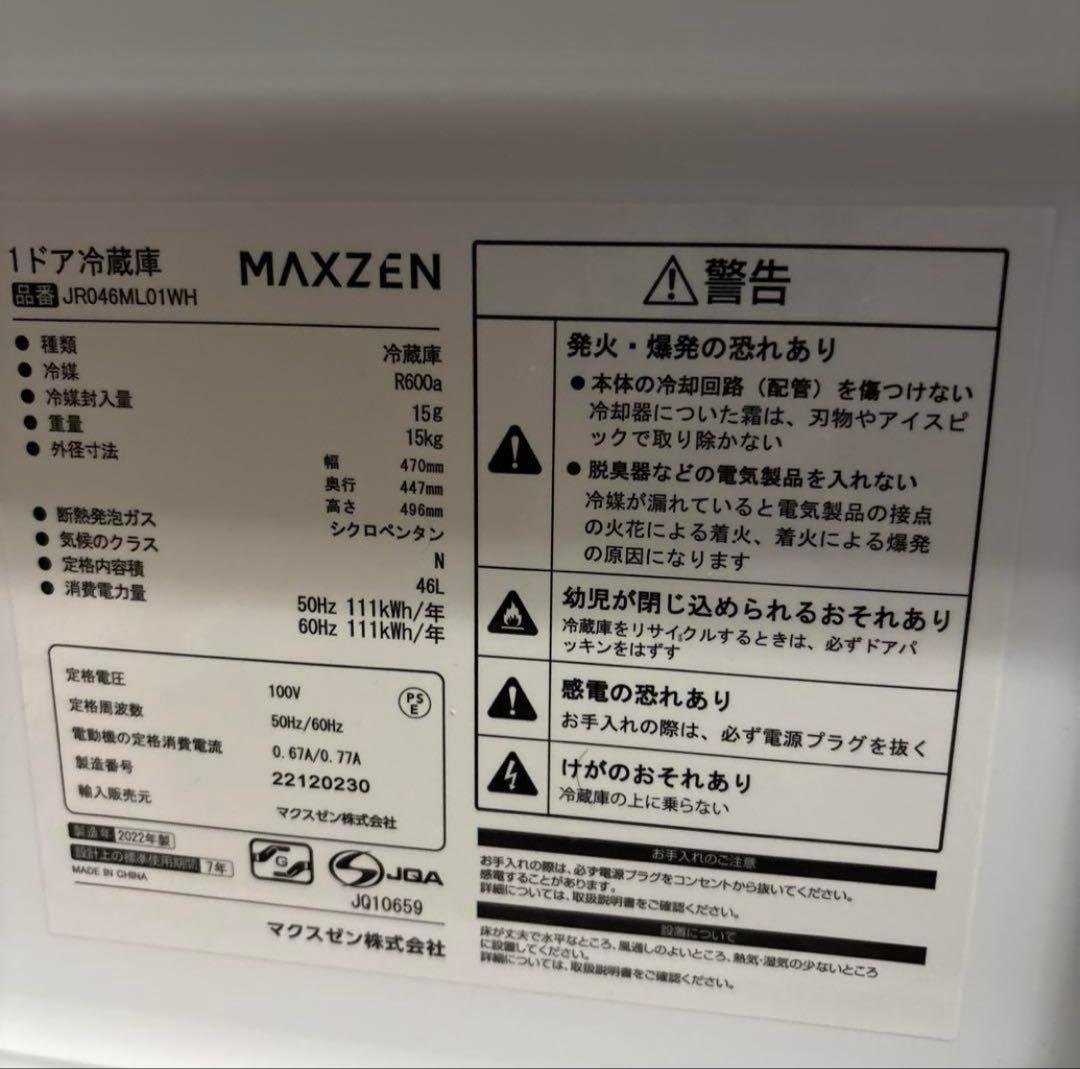 1ドア冷蔵庫
MAXZEN
品番 JR046ML01WH
● 種類 冷蔵庫
● 冷媒 R600a
● 冷媒封入量 15g
● 重量 15kg
● 外径寸法 幅 470mm
奥行 447mm
高さ 496mm
● 断熱発泡ガス シクロペンタン
● 気候のクラス N
● 定格内容積 46L
● 消費電力量 50Hz 111kWh/年
60Hz 111kWh/年
定格電圧 100V
PSE
定格周波数 50Hz/60Hz
電動機の定格消費電流 0.67A/0.77A
製造番号 22120230
輸入販売元 マクスゼン株式会社
製造年 2022年製
設計上の標準使用期間 7年
MADE IN CHINA
G
JQA
JQ10659
マクスゼン株式会社
警告
発火・爆発の恐れあり
● 本体の冷却回路（配管）を傷つけない
冷却器についた霜は、刃物やアイスピ
ックで取り除かない
● 脱臭器などの電気製品を入れない
冷媒が漏れていると電気製品の接点
の火花による着火、着火による爆発
の原因になります
幼児が閉じ込められるおそれあり
冷蔵庫をリサイクルするときは、必ずドアパ
ッキンをはずす
感電の恐れあり
お手入れの際は、必ず電源プラグを抜く
けがのおそれあり
冷蔵庫の上に乗らない
お手入れのご注意
お手入れの際は、必ず電源プラグをコンセントから抜いてください。
感電することがあります。
詳細については、取扱説明書をご確認ください。
設置について
床が丈夫で水平なところ、風通しのよいところ、熱気・湿気の少ないところ
に設置してください。
詳細については、取扱説明書をご確認ください。